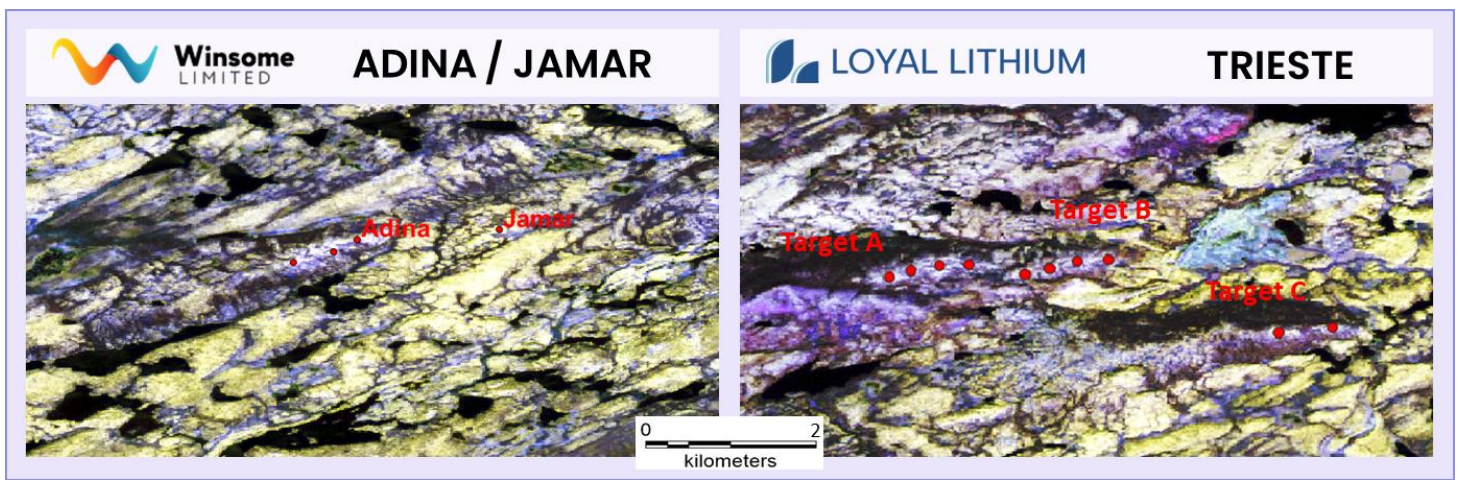 Winsome
LIMITED
ADINA / JAMAR
LOYAL LITHIUM
TRIESTE
Adina
Jamar
Target A
Target B
Target C
0 2
kilometers